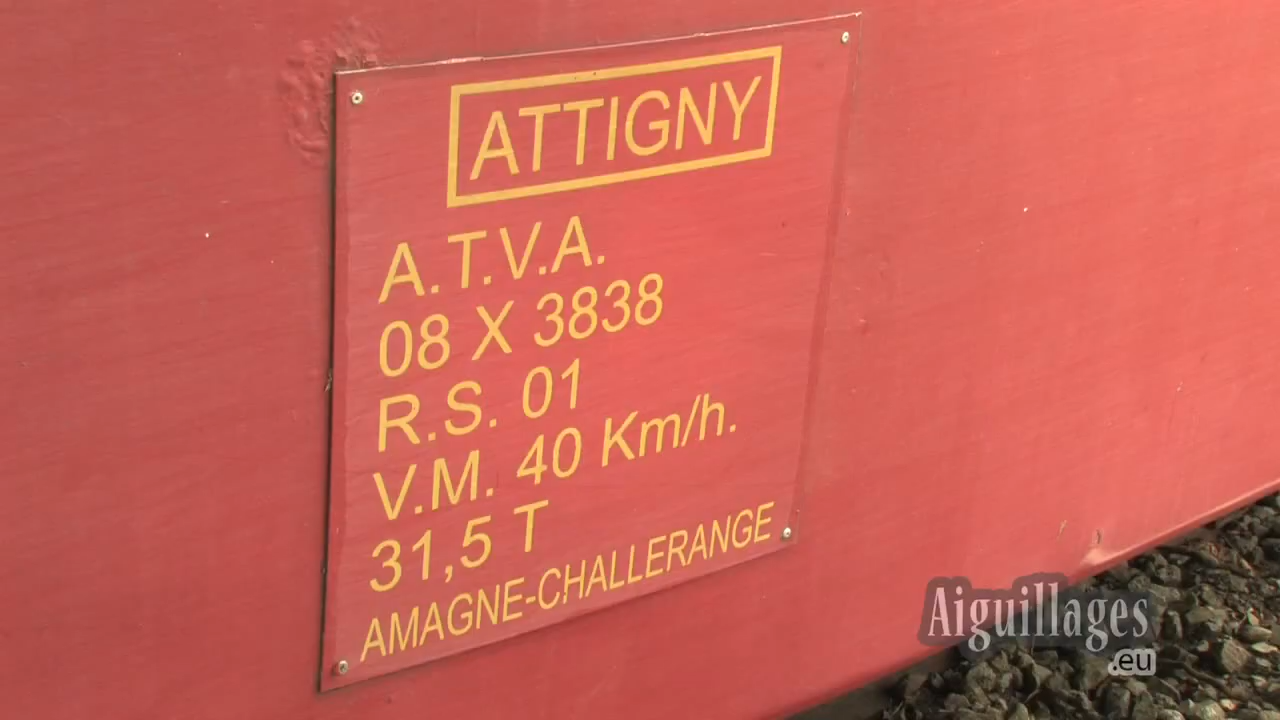 ATTIGNY
A.T.V.A.
08 X 3838
R.S. 01
V.M. 40 Km/h.
31,5 T
AMAGNE-CHALLERANGE
Aiguillages
.eu